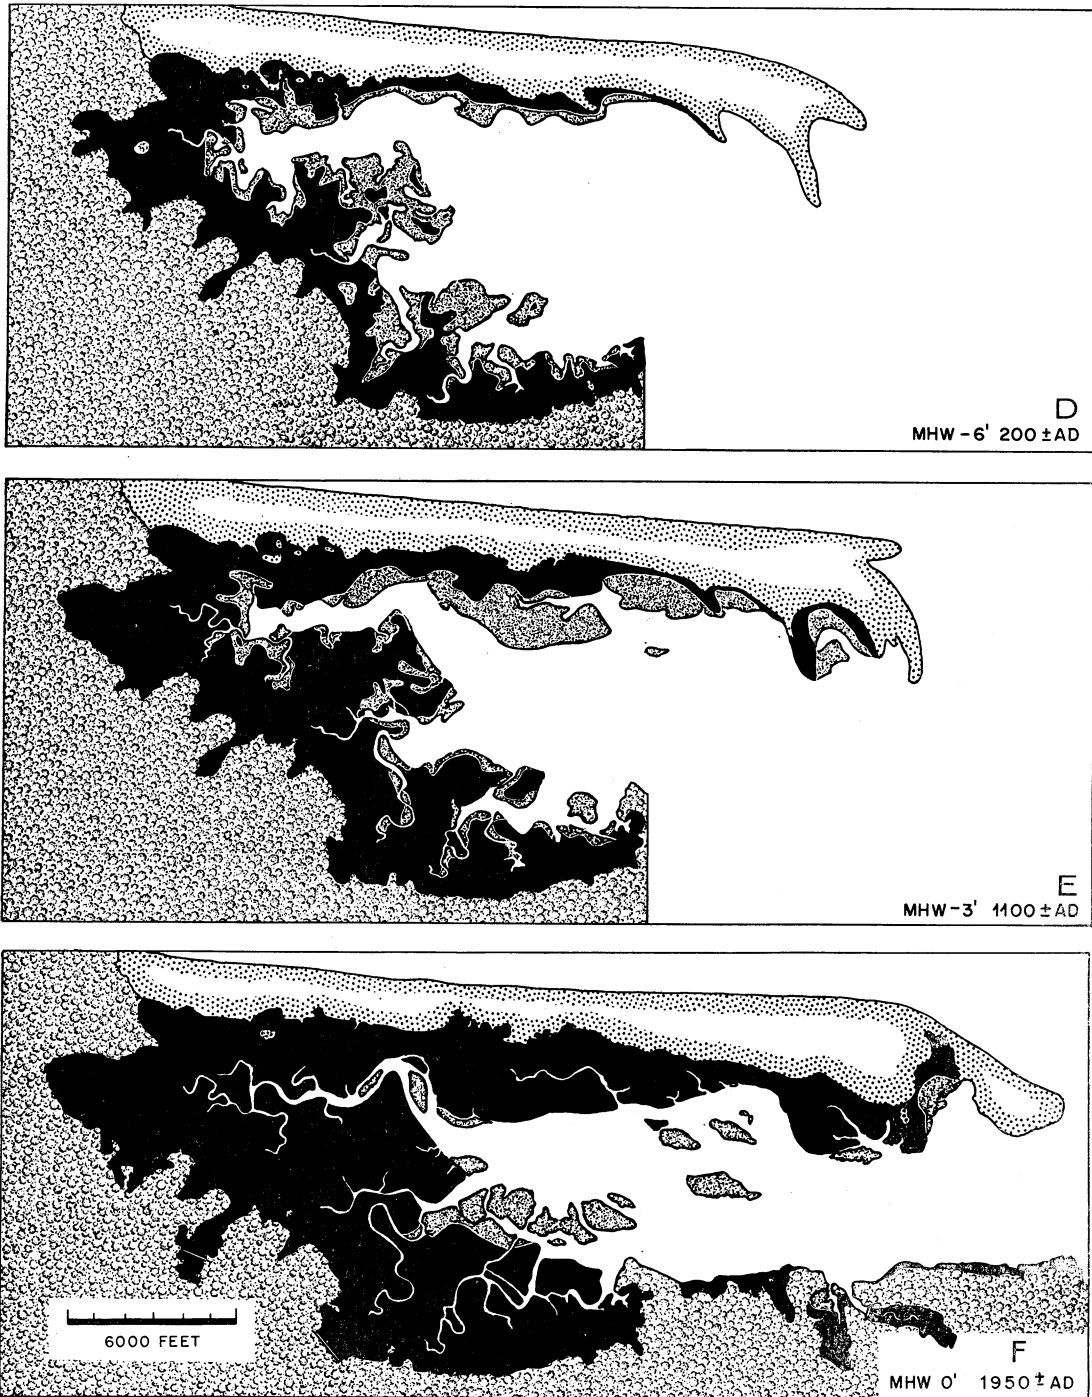 D
MHW -6' 200 ± AD
E
MHW -3' 1100 ± AD
6000 FEET
F
MHW 0' 1950 ± AD